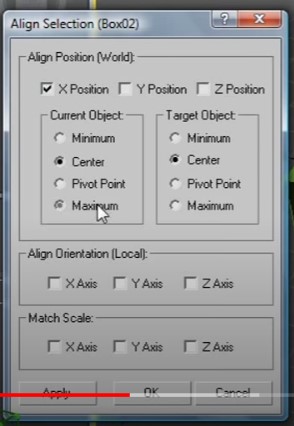 Align Selection (Box02)
Align Position (World):
X Position Y Position Z Position
Current Object: Target Object:
Minimum Minimum
Center Center
Pivot Point Pivot Point
Maximum Maximum
Align Orientation (Local):
X Axis Y Axis Z Axis
Match Scale:
X Axis Y Axis Z Axis
Apply OK Cancel